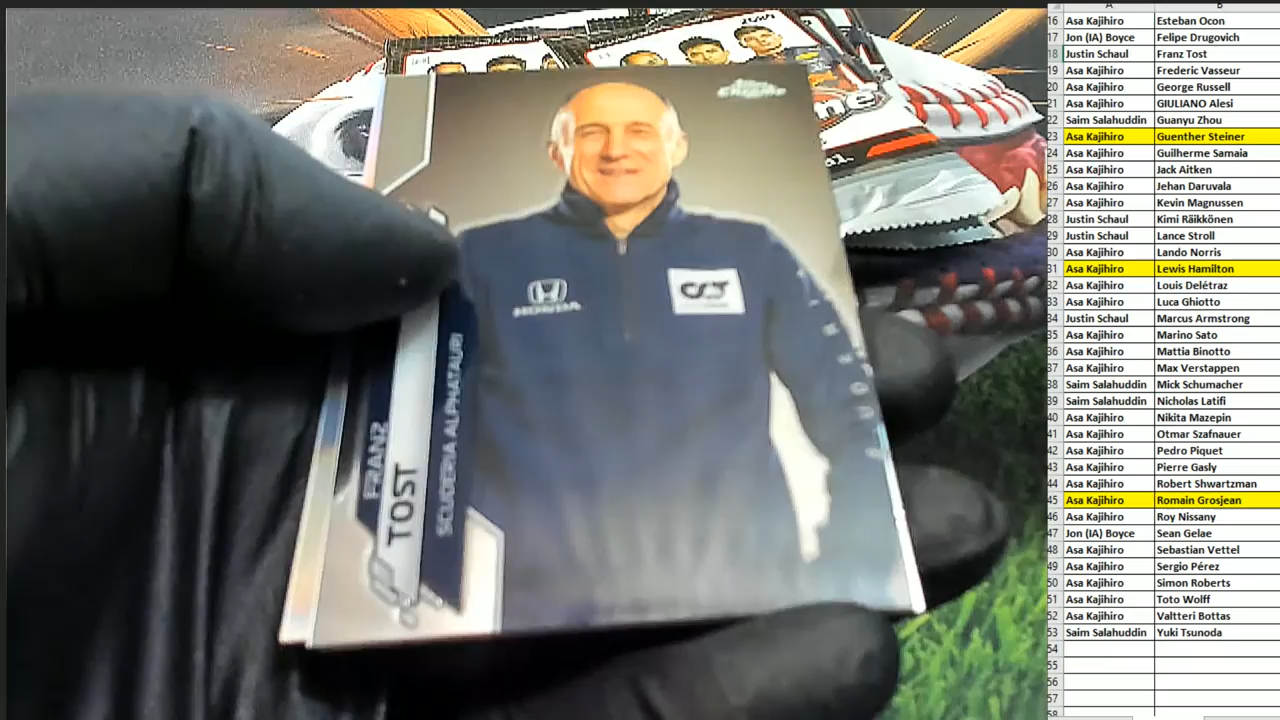 Topps Chrome
HONDA
FRANZ
TOST
SCUDERIA ALPHATAURI
A B
16 Asa Kajihiro Esteban Ocon
17 Jon (IA) Boyce Felipe Drugovich
18 Justin Schaul Franz Tost
19 Asa Kajihiro Frederic Vasseur
20 Asa Kajihiro George Russell
21 Asa Kajihiro GIULIANO Alesi
22 Saim Salahuddin Guanyu Zhou
23 Asa Kajihiro Guenther Steiner
24 Asa Kajihiro Guilherme Samaia
25 Asa Kajihiro Jack Aitken
26 Asa Kajihiro Jehan Daruvala
27 Asa Kajihiro Kevin Magnussen
28 Justin Schaul Kimi Räikkönen
29 Justin Schaul Lance Stroll
30 Asa Kajihiro Lando Norris
31 Asa Kajihiro Lewis Hamilton
32 Asa Kajihiro Louis Delétraz
33 Asa Kajihiro Luca Ghiotto
34 Justin Schaul Marcus Armstrong
35 Asa Kajihiro Marino Sato
36 Asa Kajihiro Mattia Binotto
37 Asa Kajihiro Max Verstappen
38 Saim Salahuddin Mick Schumacher
39 Saim Salahuddin Nicholas Latifi
40 Asa Kajihiro Nikita Mazepin
41 Asa Kajihiro Otmar Szafnauer
42 Asa Kajihiro Pedro Piquet
43 Asa Kajihiro Pierre Gasly
44 Asa Kajihiro Robert Shwartzman
45 Asa Kajihiro Romain Grosjean
46 Asa Kajihiro Roy Nissany
47 Jon (IA) Boyce Sean Gelae
48 Asa Kajihiro Sebastian Vettel
49 Asa Kajihiro Sergio Pérez
50 Asa Kajihiro Simon Roberts
51 Asa Kajihiro Toto Wolff
52 Asa Kajihiro Valtteri Bottas
53 Saim Salahuddin Yuki Tsunoda
54
55
56
57
58